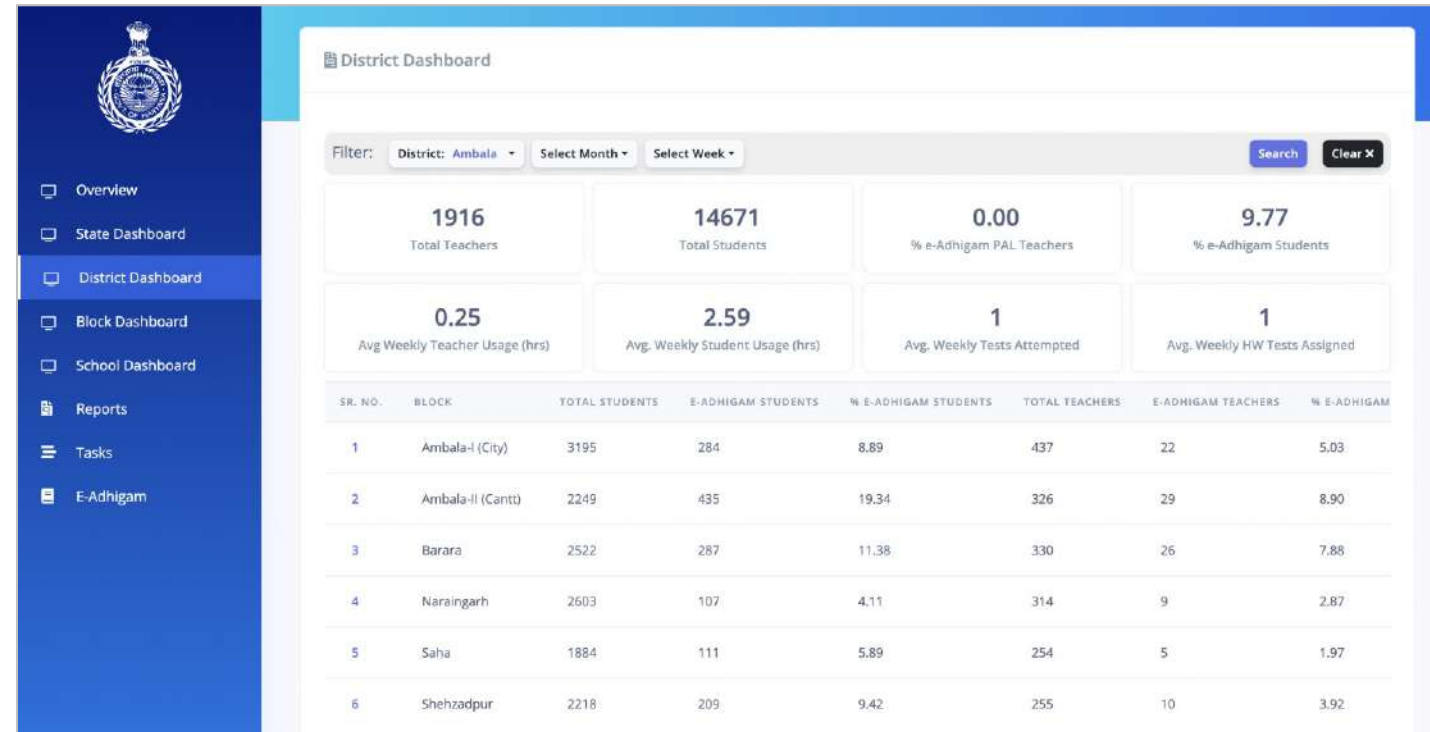 GOVT OF HARYANA
District Dashboard
Filter: District: Ambala Select Month Select Week Search Clear X
Overview
State Dashboard
District Dashboard
Block Dashboard
School Dashboard
Reports
Tasks
E-Adhigam
1916 14671 0.00 9.77
Total Teachers Total Students % e-Adhigam PAL Teachers % e-Adhigam Students
0.25 2.59 1 1
Avg Weekly Teacher Usage (hrs) Avg. Weekly Student Usage (hrs) Avg. Weekly Tests Attempted Avg. Weekly HW Tests Assigned
SR. NO. BLOCK TOTAL STUDENTS E-ADHIGAM STUDENTS % E-ADHIGAM STUDENTS TOTAL TEACHERS E-ADHIGAM TEACHERS % E-ADHIGAM
1 Ambala-I (City) 3195 284 8.89 437 22 5.03
2 Ambala-II (Cantt) 2249 435 19.34 326 29 8.90
3 Barara 2522 287 11.38 330 26 7.88
4 Naraingarh 2603 107 4.11 314 9 2.87
5 Saha 1884 111 5.89 254 5 1.97
6 Shehzadpur 2218 209 9.42 255 10 3.92